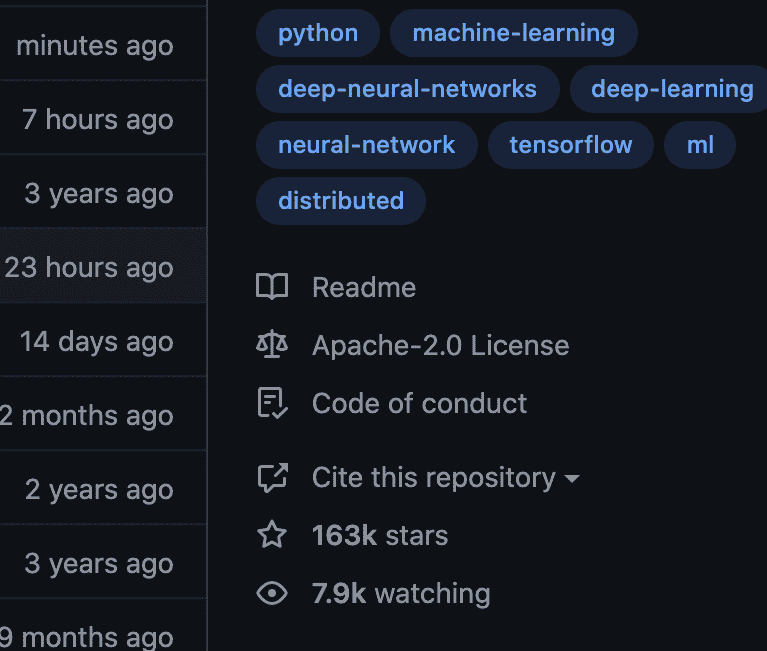 minutes ago
7 hours ago
3 years ago
23 hours ago
14 days ago
2 months ago
2 years ago
3 years ago
9 months ago
python machine-learning
deep-neural-networks deep-learning
neural-network tensorflow ml
distributed
Readme
Apache-2.0 License
Code of conduct
Cite this repository
163k stars
7.9k watching